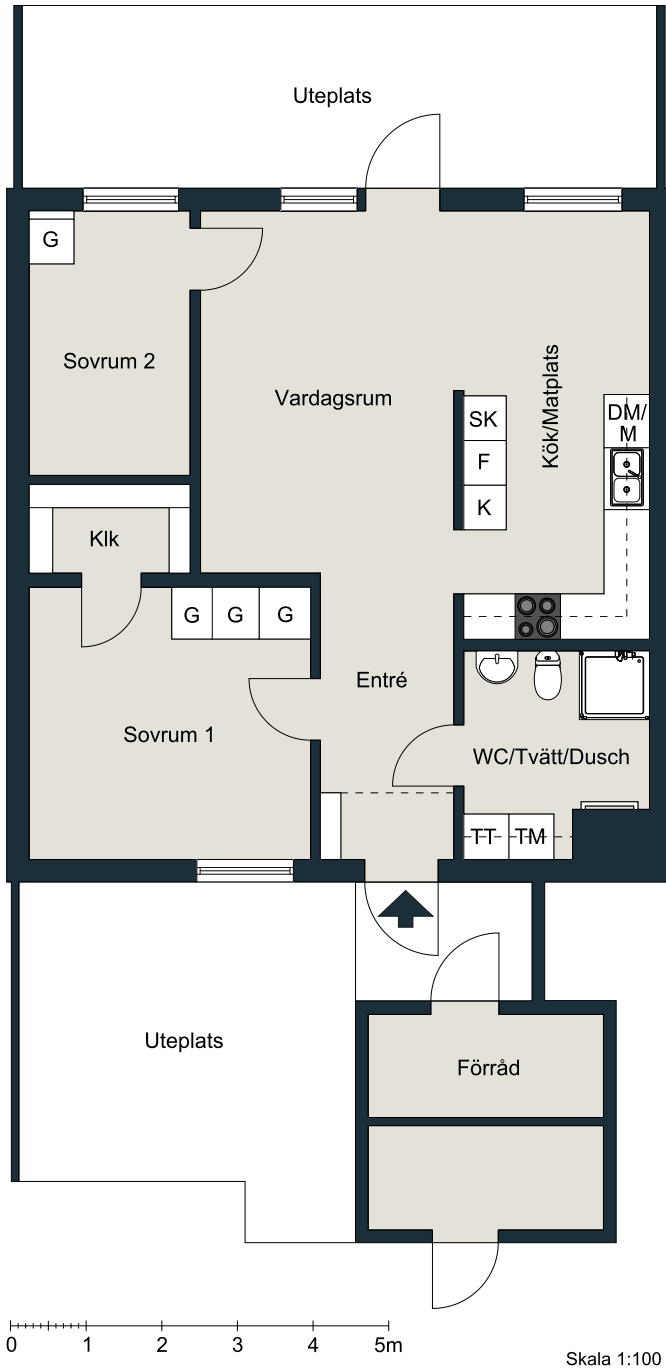 Uteplats
G
Sovrum 2
Vardagsrum
Kök/Matplats
SK
F
K
DM/
M
Klk
G G G
Entré
Sovrum 1
WC/Tvätt/Dusch
TT TM
Uteplats
Förråd
0 1 2 3 4 5m
Skala 1:100